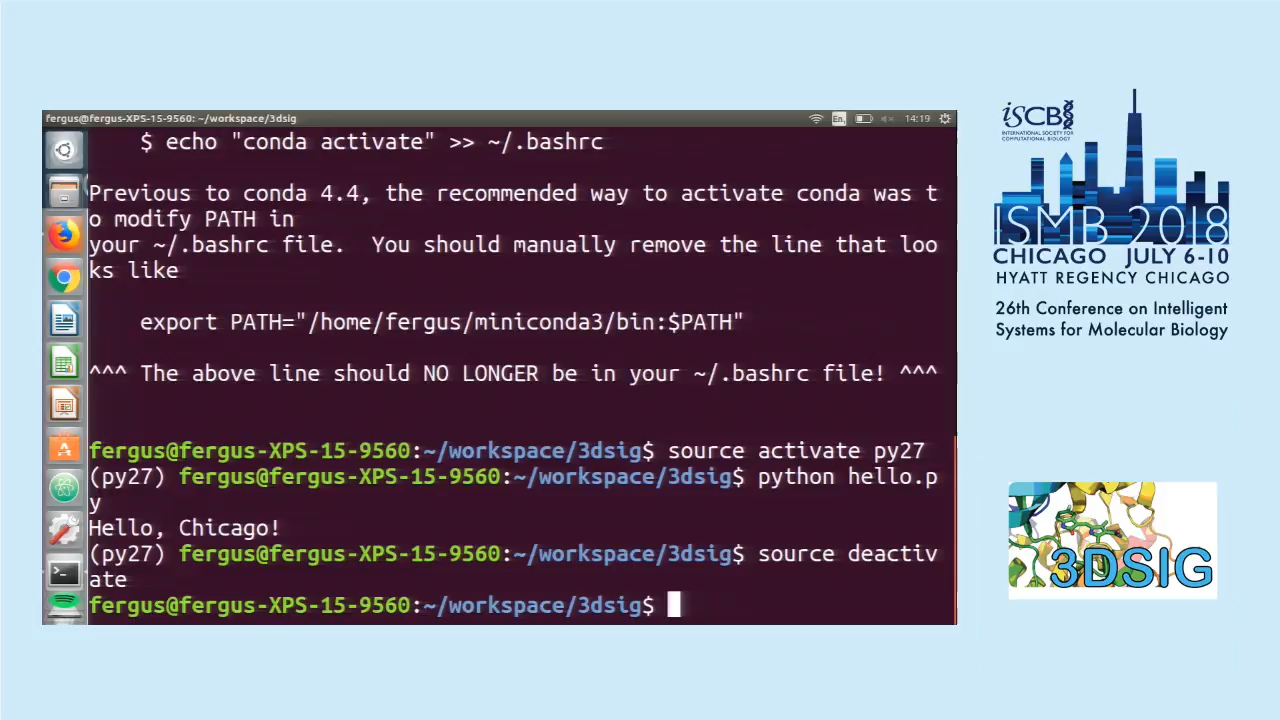 fergus@fergus-XPS-15-9560: ~/workspace/3dsig
En
14:19
$ echo "conda activate" >> ~/.bashrc
Previous to conda 4.4, the recommended way to activate conda was t
o modify PATH in
your ~/.bashrc file.  You should manually remove the line that loo
ks like
export PATH="/home/fergus/miniconda3/bin:$PATH"
^^^ The above line should NO LONGER be in your ~/.bashrc file! ^^^
fergus@fergus-XPS-15-9560:~/workspace/3dsig$ source activate py27
(py27) fergus@fergus-XPS-15-9560:~/workspace/3dsig$ python hello.p
y
Hello, Chicago!
(py27) fergus@fergus-XPS-15-9560:~/workspace/3dsig$ source deactiv
ate
fergus@fergus-XPS-15-9560:~/workspace/3dsig$
iSCB
INTERNATIONAL SOCIETY FOR
COMPUTATIONAL BIOLOGY
ISMB 2018
CHICAGO JULY 6-10
HYATT REGENCY CHICAGO
26th Conference on Intelligent
Systems for Molecular Biology
3DSIG